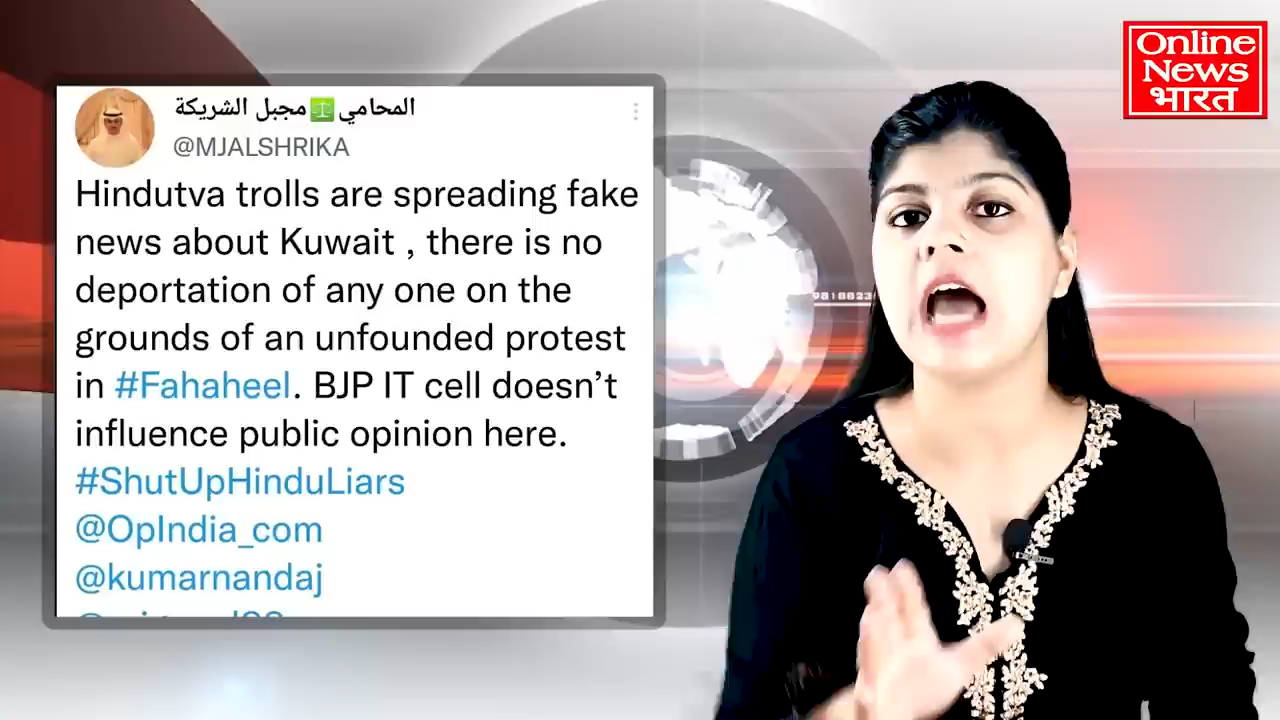 المحامي⚖️مجبل الشريكة
@MJALSHRIKA
Hindutva trolls are spreading fake
news about Kuwait , there is no
deportation of any one on the
grounds of an unfounded protest
in #Fahaheel. BJP IT cell doesn’t
influence public opinion here.
#ShutUpHinduLiars
@OpIndia_com
@kumarnandaj
Online
News
भारत